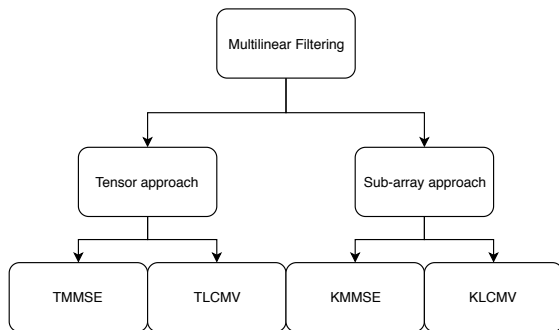 Multilinear Filtering
Tensor approach
Sub-array approach
TMMSE
TLCMV
KMMSE
KLCMV